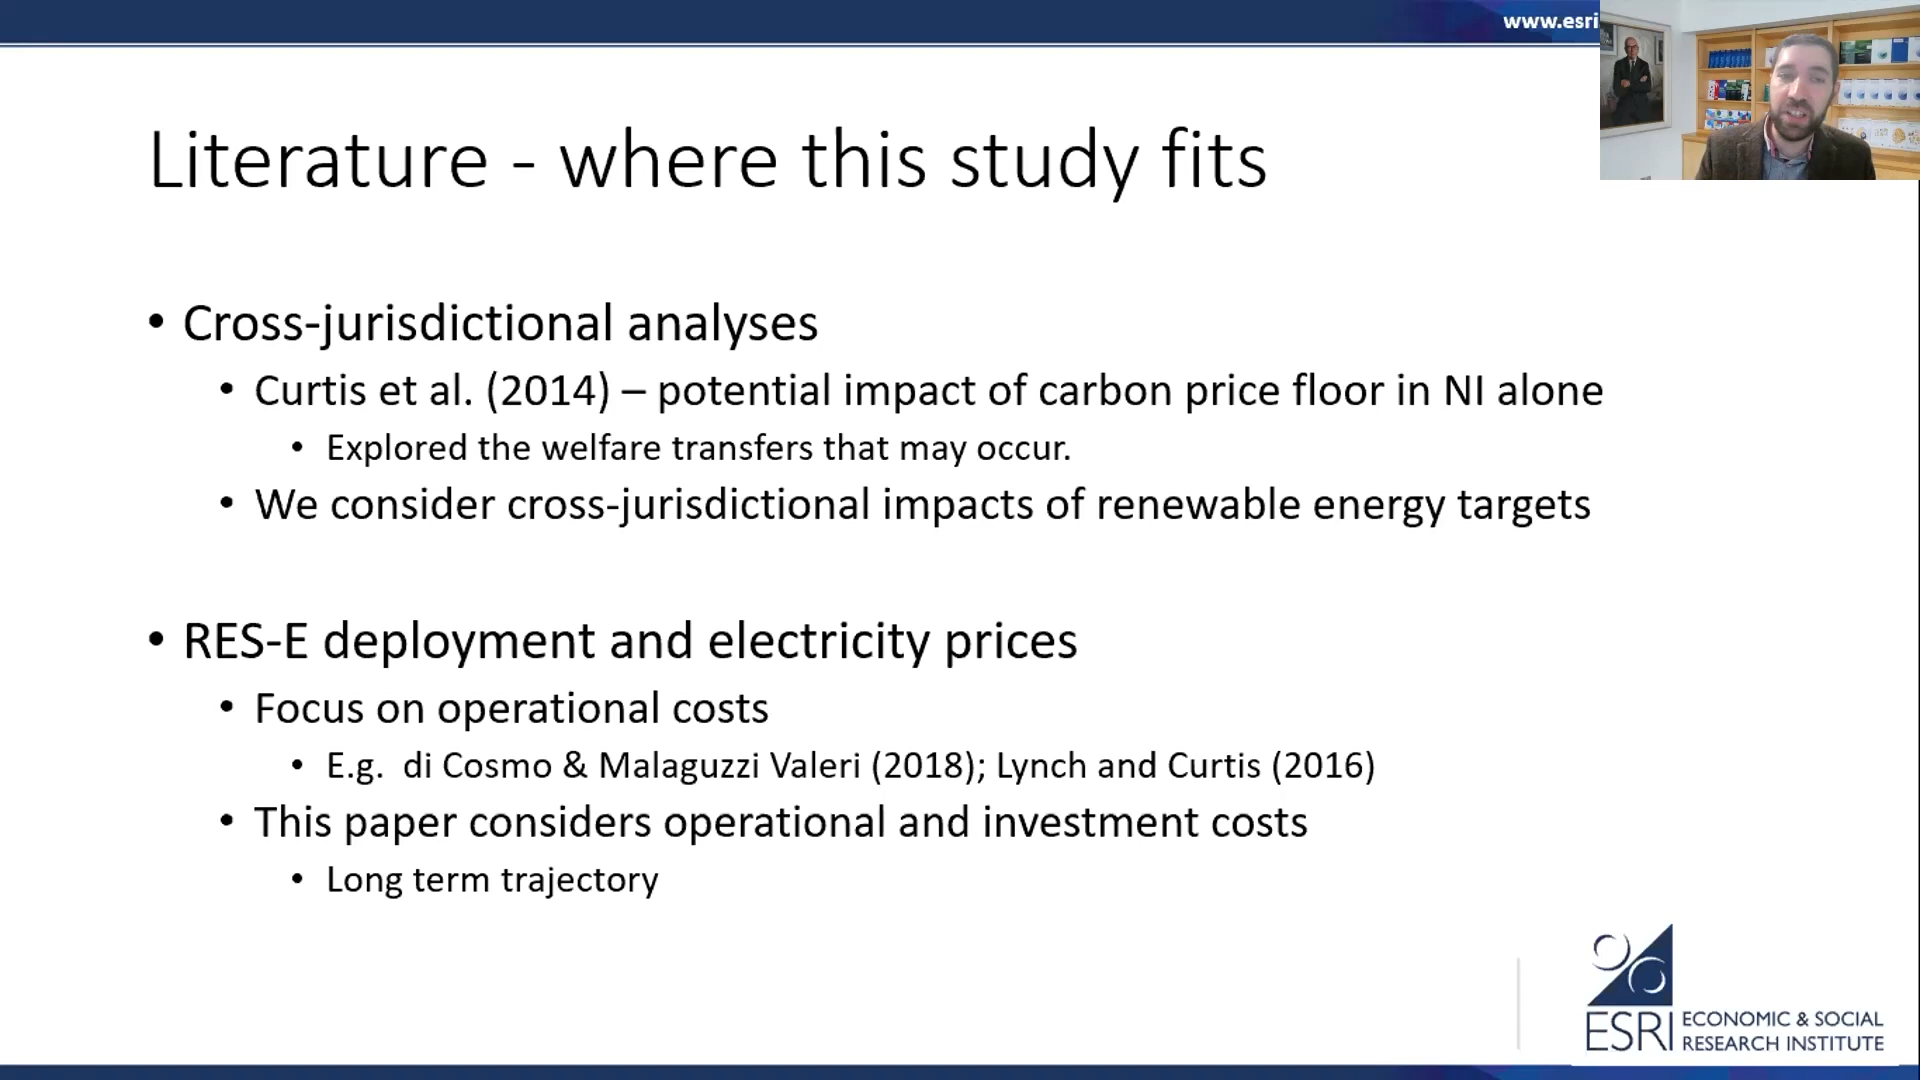 www.esri
Literature - where this study fits
• Cross-jurisdictional analyses
• Curtis et al. (2014) – potential impact of carbon price floor in NI alone
• Explored the welfare transfers that may occur.
• We consider cross-jurisdictional impacts of renewable energy targets
• RES-E deployment and electricity prices
• Focus on operational costs
• E.g.  di Cosmo & Malaguzzi Valeri (2018); Lynch and Curtis (2016)
• This paper considers operational and investment costs
• Long term trajectory
ESRI
ECONOMIC & SOCIAL
RESEARCH INSTITUTE